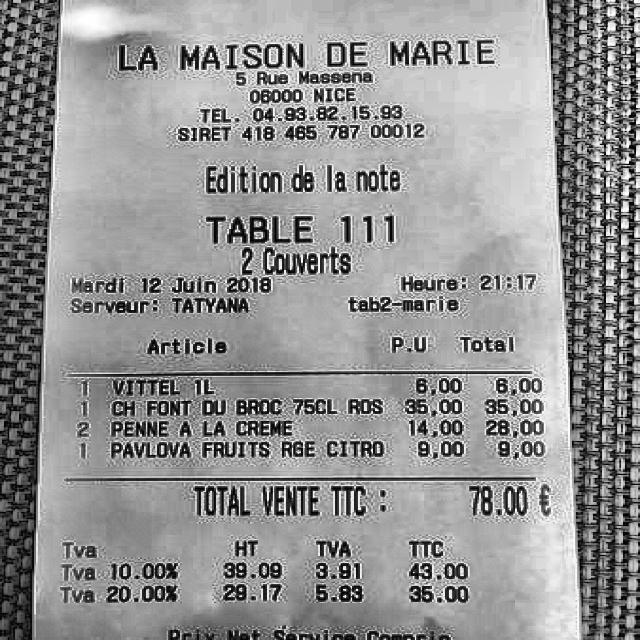 LA MAISON DE MARIE
5 Rue Massena
06000 NICE
TEL. 04.93.82.15.93
SIRET 418 465 787 00012
Edition de la note
TABLE 111
2 Couverts
Mardi 12 Juin 2018 Heure: 21:17
Serveur: TATYANA tab2-marie
Article P.U Total
1 VITTEL 1L 6,00 6,00
1 CH FONT DU BROC 75CL ROS 35,00 35,00
2 PENNE A LA CREME 14,00 28,00
1 PAVLOVA FRUITS RGE CITRO 9,00 9,00
TOTAL VENTE TTC : 78.00 €
Tva HT TVA TTC
Tva 10.00% 39.09 3.91 43.00
Tva 20.00% 29.17 5.83 35.00
Prix Net Service Compris